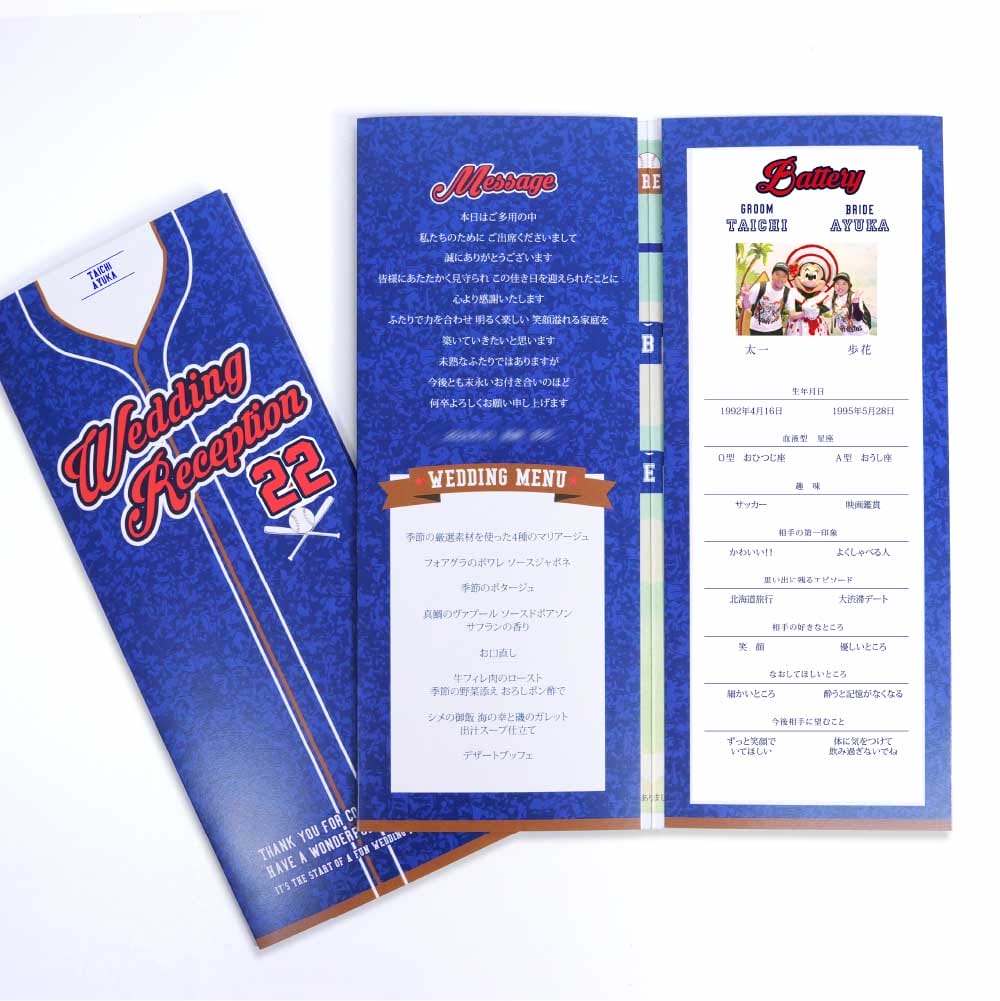 TAICHI
AYUKA
Wedding
Reception
22
THANK YOU FOR CO
HAVE A WONDERFU
IT'S THE START OF A FUN WEDDING
Message
本日はご多用の中
私たちのために ご出席くださいまして
誠にありがとうございます
皆様にあたたかく見守られ この佳き日を迎えられたことに
心より感謝いたします
ふたりで力を合わせ 明るく楽しい 笑顔溢れる家庭を
築いていきたいと思います
未熟なふたりではありますが
今後とも末永いお付き合いのほど
何卒よろしくお願い申し上げます
WEDDING MENU
季節の厳選素材を使った4種のマリアージュ
フォアグラのポワレ ソースジャポネ
季節のポタージュ
真鯛のヴァプール ソースドポアソン
サフランの香り
お口直し
牛フィレ肉のロースト
季節の野菜添え おろしポン酢で
シメの御飯 海の幸と磯のガレット
出汁スープ仕立て
デザートブッフェ
RE
B
E
ありまし
Battery
GROOM BRIDE
TAICHI AYUKA
太一 歩花
生年月日
1992年4月16日 1995年5月28日
血液型 星座
O型 おひつじ座 A型 おうし座
趣 味
サッカー 映画鑑賞
相手の第一印象
かわいい!! よくしゃべる人
思い出に残るエピソード
北海道旅行 大渋滞デート
相手の好きなところ
笑 顔 優しいところ
なおしてほしいところ
細かいところ 酔うと記憶がなくなる
今後相手に望むこと
ずっと笑顔で 体に気をつけて
いてほしい 飲み過ぎないでね